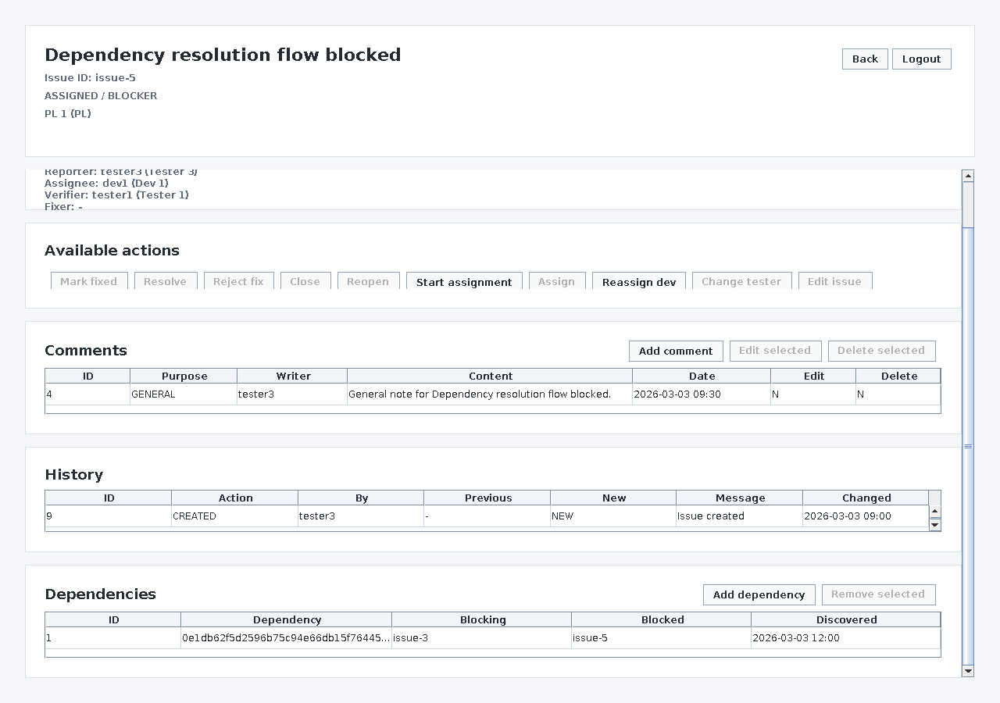 Dependency resolution flow blocked
Back Logout
Issue ID: issue-5
ASSIGNED / BLOCKER
PL 1 (PL)
Reporter: tester3 (Tester 3)
Assignee: dev1 (Dev 1)
Verifier: tester1 (Tester 1)
Fixer: -
Available actions
Mark fixed Resolve Reject fix Close Reopen Start assignment Assign Reassign dev Change tester Edit issue
Comments
Add comment Edit selected Delete selected
ID Purpose Writer Content Date Edit Delete
4 GENERAL tester3 General note for Dependency resolution flow blocked. 2026-03-03 09:30 N N
History
ID Action By Previous New Message Changed
9 CREATED tester3 - NEW Issue created 2026-03-03 09:00
Dependencies
Add dependency Remove selected
ID Dependency Blocking Blocked Discovered
1 0e1db62f5d2596b75c94e66db15f76445... issue-3 issue-5 2026-03-03 12:00